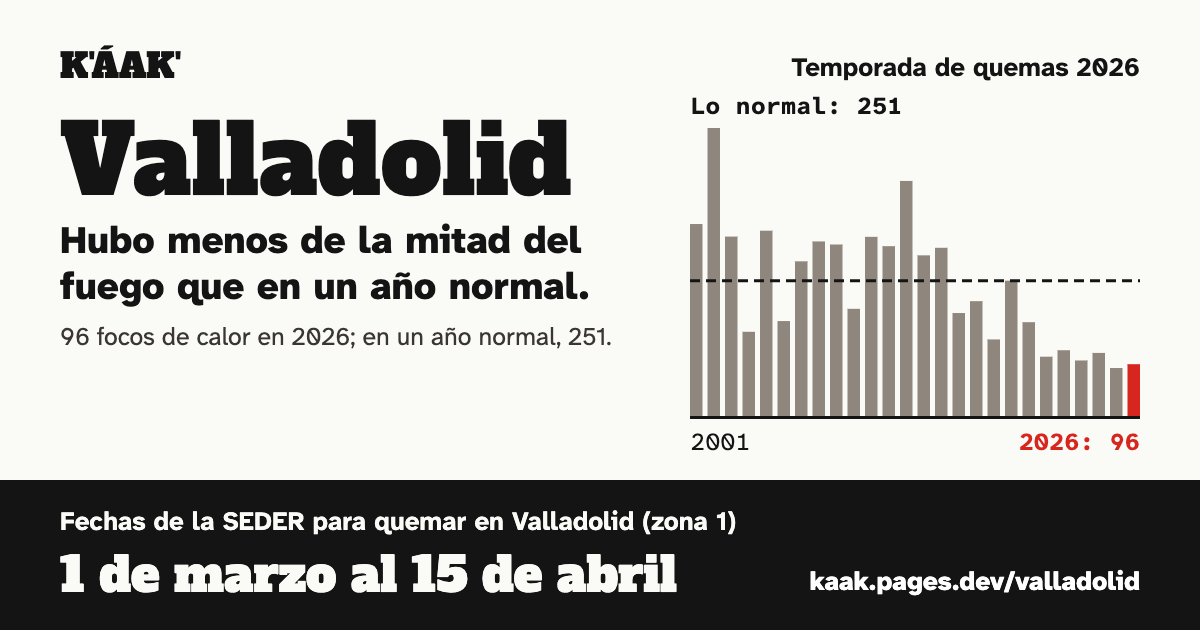 K'ÁAK'
Valladolid
Hubo menos de la mitad del
fuego que en un año normal.
96 focos de calor en 2026; en un año normal, 251.
Temporada de quemas 2026
Lo normal: 251
2001
2026: 96
Fechas de la SEDER para quemar en Valladolid (zona 1)
1 de marzo al 15 de abril
kaak.pages.dev/valladolid